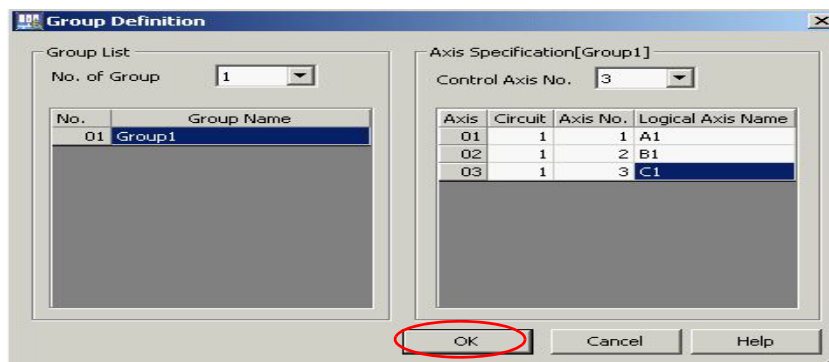 Group Definition
Group List
No. of Group 1
No. Group Name
01 Group1
Axis Specification[Group1]
Control Axis No. 3
Axis Circuit Axis No. Logical Axis Name
01 1 1 A1
02 1 2 B1
03 1 3 C1
OK Cancel Help